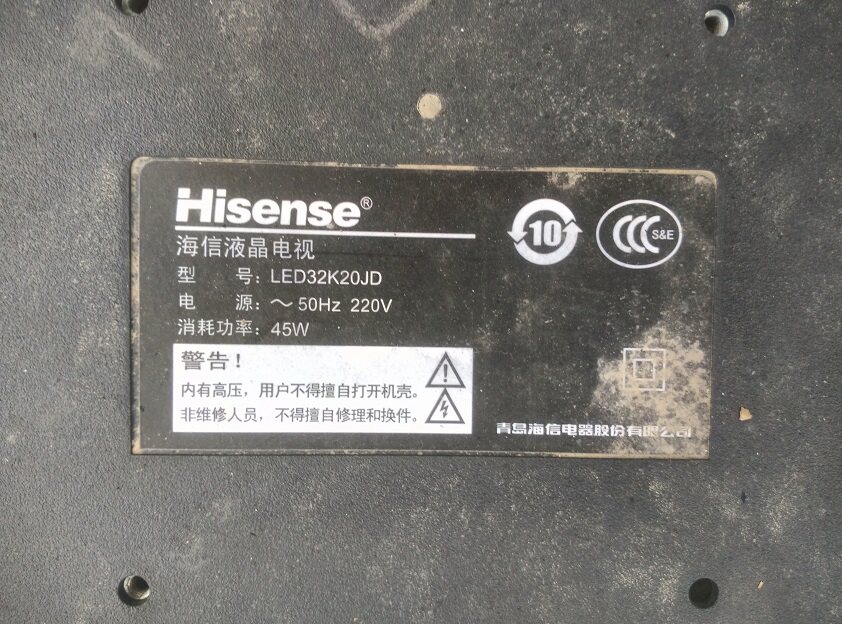 Hisense®
海信液晶电视
型 号: LED32K20JD
电 源: ～ 50Hz 220V
消耗功率: 45W
10
CCC S&E
警告！
内有高压，用户不得擅自打开机壳。
非维修人员，不得擅自修理和换件。
青岛海信电器股份有限公司